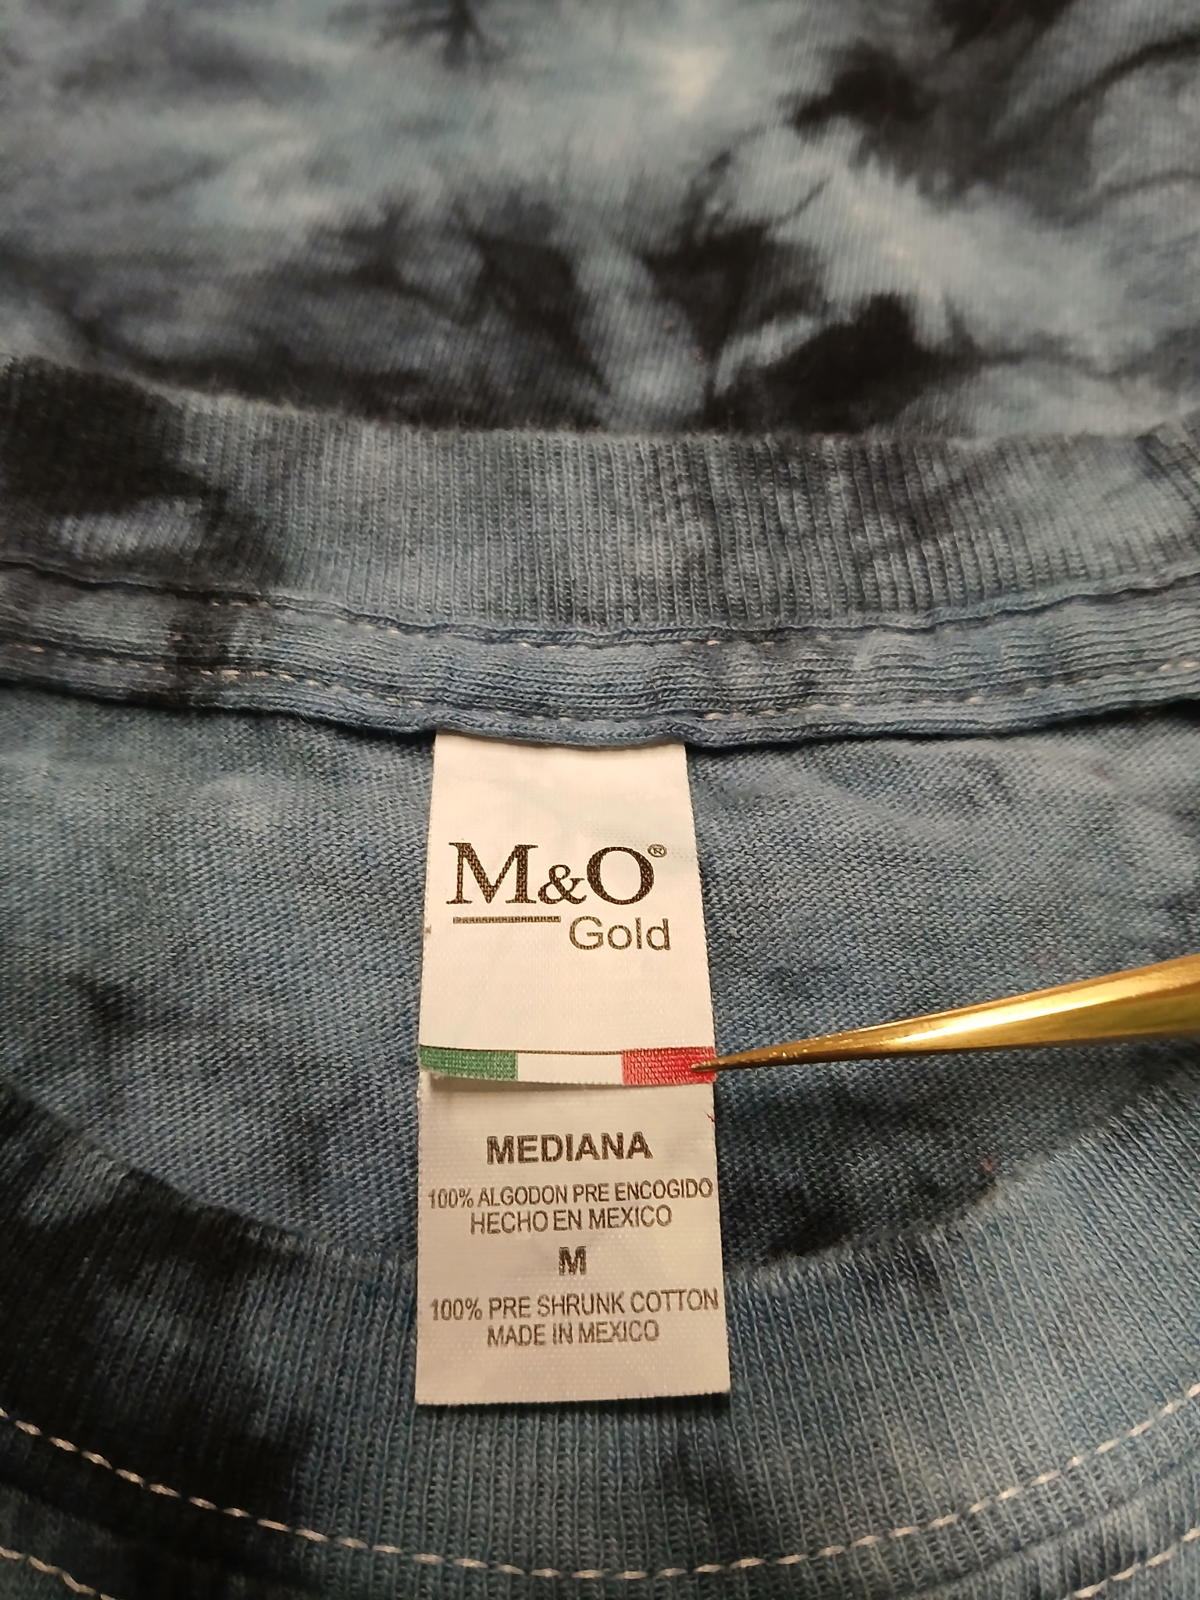 M&O®
Gold
MEDIANA
100% ALGODON PRE ENCOGIDO
HECHO EN MEXICO
M
100% PRE SHRUNK COTTON
MADE IN MEXICO